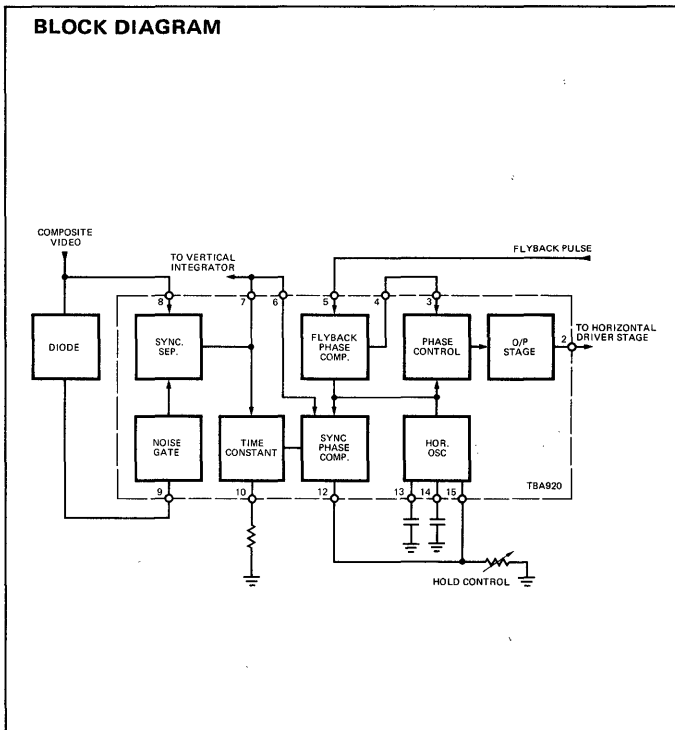 BLOCK DIAGRAM
COMPOSITE
VIDEO
TO VERTICAL
INTEGRATOR
FLYBACK PULSE
8
7
6
5
4
3
DIODE
SYNC.
SEP.
FLYBACK
PHASE
COMP.
PHASE
CONTROL
O/P
STAGE
2
TO HORIZONTAL
DRIVER STAGE
NOISE
GATE
TIME
CONSTANT
SYNC
PHASE
COMP.
HOR.
OSC
TBA920
9
10
12
13
14
15
HOLD CONTROL